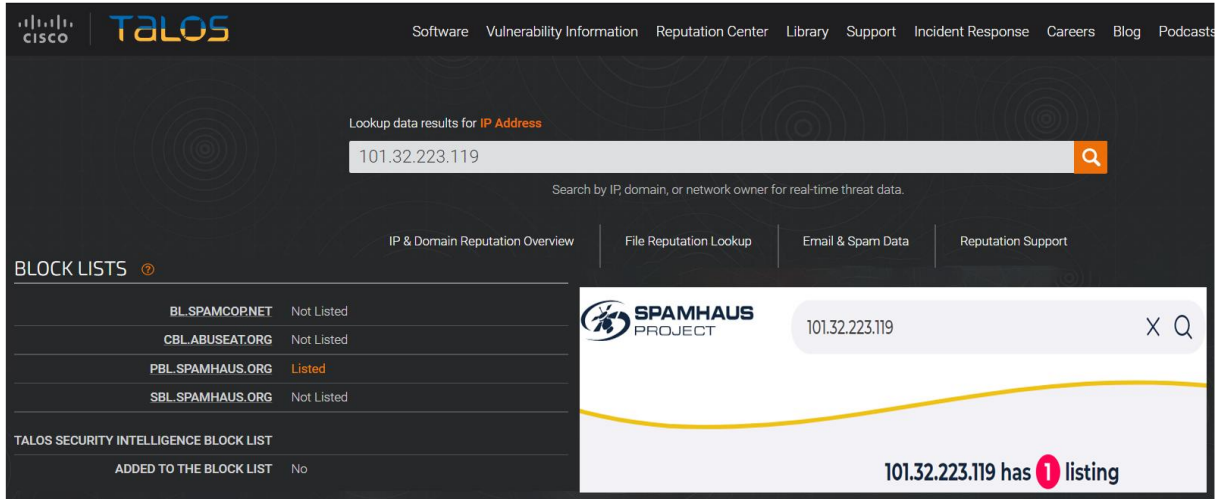 CISCO TALOS Software Vulnerability Information Reputation Center Library Support Incident Response Careers Blog Podcasts
Lookup data results for IP Address
101.32.223.119
Search by IP, domain, or network owner for real-time threat data.
IP & Domain Reputation Overview File Reputation Lookup Email & Spam Data Reputation Support
BLOCK LISTS ?
BL.SPAMCOP.NET Not Listed
CBL.ABUSEAT.ORG Not Listed
PBL.SPAMHAUS.ORG Listed
SBL.SPAMHAUS.ORG Not Listed
TALOS SECURITY INTELLIGENCE BLOCK LIST
ADDED TO THE BLOCK LIST No
SPAMHAUS
PROJECT
101.32.223.119 X
101.32.223.119 has 1 listing